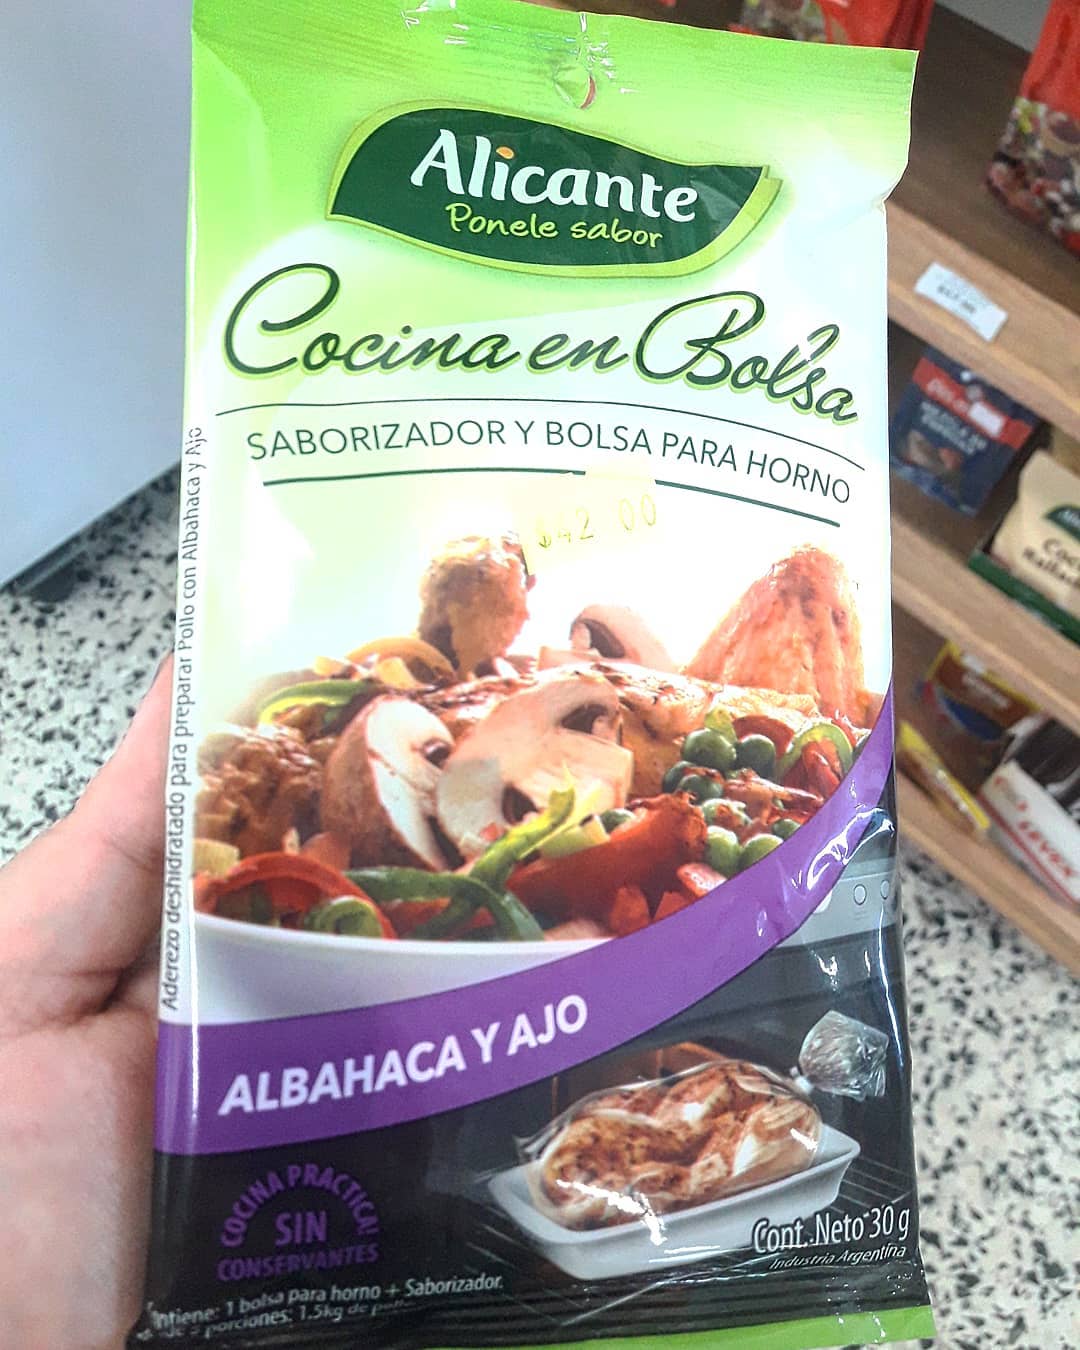 Alicante
Ponele sabor
Cocina en Bolsa
SABORIZADOR Y BOLSA PARA HORNO
$42.00
Aderezo deshidratado para preparar Pollo con Albahaca y Ajo
ALBAHACA Y AJO
COCINA PRACTICA!
SIN
CONSERVANTES
Cont. Neto 30 g
Industria Argentina
1 bolsa para horno + Saborizador.
porciones: 1.5kg de